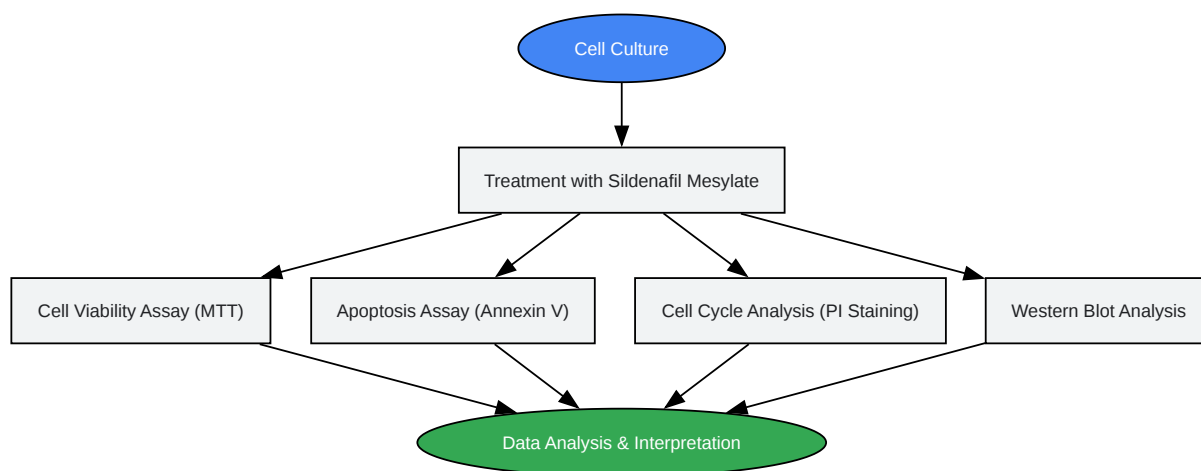 Cell Culture
Treatment with Sildenafil Mesylate
Cell Viability Assay (MTT)
Apoptosis Assay (Annexin V)
Cell Cycle Analysis (PI Staining)
Western Blot Analysis
Data Analysis & Interpretation